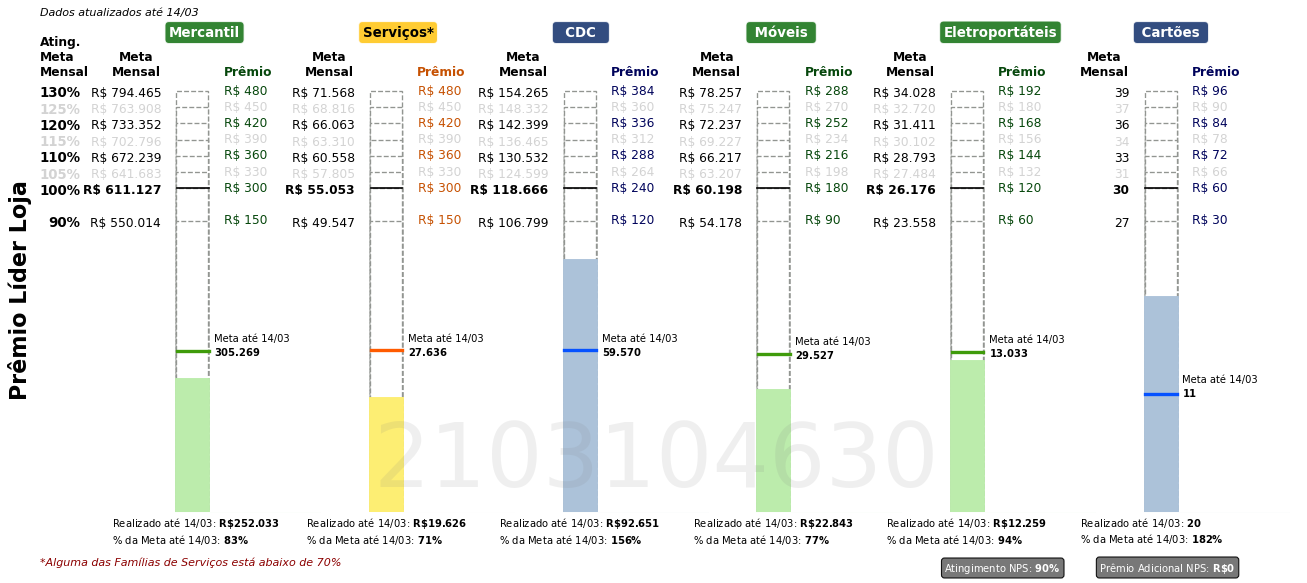 Dados atualizados até 14/03
Mercantil Serviços* CDC Móveis Eletroportáteis Cartões
Ating. Meta Mensal Meta Mensal Prêmio Meta Mensal Prêmio Meta Mensal Prêmio Meta Mensal Prêmio Meta Mensal Prêmio Meta Mensal Prêmio
130% R$ 794.465 R$ 480 R$ 71.568 R$ 480 R$ 154.265 R$ 384 R$ 78.257 R$ 288 R$ 34.028 R$ 192 39 R$ 96
125% R$ 763.908 R$ 450 R$ 68.816 R$ 450 R$ 148.332 R$ 360 R$ 75.247 R$ 270 R$ 32.720 R$ 180 37 R$ 90
120% R$ 733.352 R$ 420 R$ 66.063 R$ 420 R$ 142.399 R$ 336 R$ 72.237 R$ 252 R$ 31.411 R$ 168 36 R$ 84
115% R$ 702.796 R$ 390 R$ 63.310 R$ 390 R$ 136.465 R$ 312 R$ 69.227 R$ 234 R$ 30.102 R$ 156 34 R$ 78
110% R$ 672.239 R$ 360 R$ 60.558 R$ 360 R$ 130.532 R$ 288 R$ 66.217 R$ 216 R$ 28.793 R$ 144 33 R$ 72
105% R$ 641.683 R$ 330 R$ 57.805 R$ 330 R$ 124.599 R$ 264 R$ 63.207 R$ 198 R$ 27.484 R$ 132 31 R$ 66
100% R$ 611.127 R$ 300 R$ 55.053 R$ 300 R$ 118.666 R$ 240 R$ 60.198 R$ 180 R$ 26.176 R$ 120 30 R$ 60
90% R$ 550.014 R$ 150 R$ 49.547 R$ 150 R$ 106.799 R$ 120 R$ 54.178 R$ 90 R$ 23.558 R$ 60 27 R$ 30
Prêmio Líder Loja
Meta até 14/03 Meta até 14/03 Meta até 14/03 Meta até 14/03 Meta até 14/03 Meta até 14/03
305.269 27.636 59.570 29.527 13.033 11
2103104630
Realizado até 14/03: R$252.033 Realizado até 14/03: R$19.626 Realizado até 14/03: R$92.651 Realizado até 14/03: R$22.843 Realizado até 14/03: R$12.259 Realizado até 14/03: 20
% da Meta até 14/03: 83% % da Meta até 14/03: 71% % da Meta até 14/03: 156% % da Meta até 14/03: 77% % da Meta até 14/03: 94% % da Meta até 14/03: 182%
*Alguma das Famílias de Serviços está abaixo de 70%
Atingimento NPS: 90% Prêmio Adicional NPS: R$0